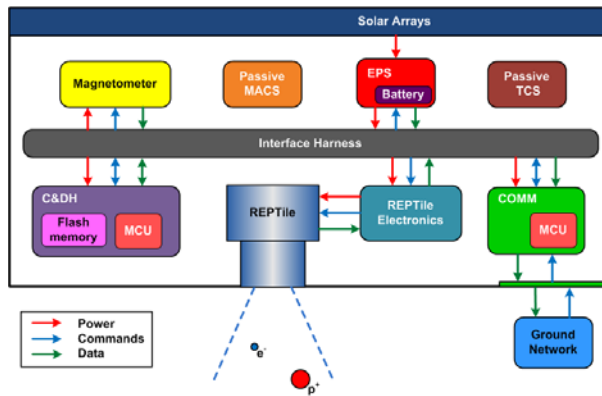 Solar Arrays
Magnetometer
Passive
MACS
EPS
Battery
Passive
TCS
Interface Harness
C&DH
Flash
memory
MCU
REPTile
REPTile
Electronics
COMM
MCU
Power
Commands
Data
e-
p+
Ground
Network